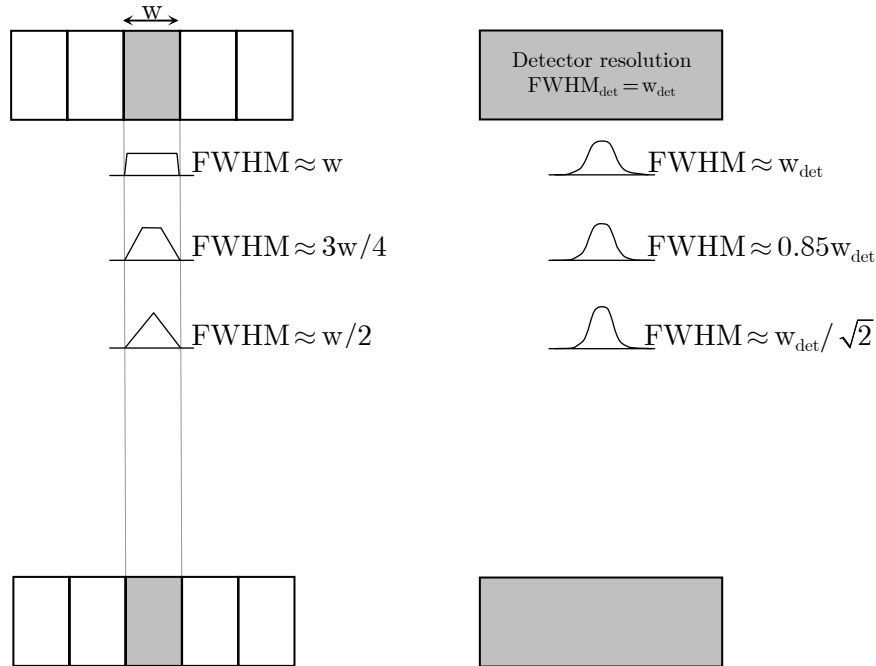 w
Detector resolution
FWHM_det = w_det
FWHM ≈ w
FWHM ≈ w_det
FWHM ≈ 3w/4
FWHM ≈ 0.85w_det
FWHM ≈ w/2
FWHM ≈ w_det/√2